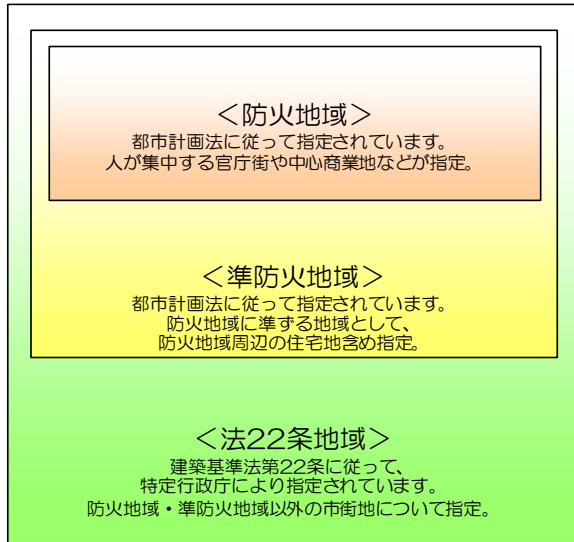 ＜防火地域＞
都市計画法に従って指定されています。
人が集中する官庁街や中心商業地などが指定。
＜準防火地域＞
都市計画法に従って指定されています。
防火地域に準ずる地域として、
防火地域周辺の住宅地含め指定。
＜法22条地域＞
建築基準法第22条に従って、
特定行政庁により指定されています。
防火地域・準防火地域以外の市街地について指定。